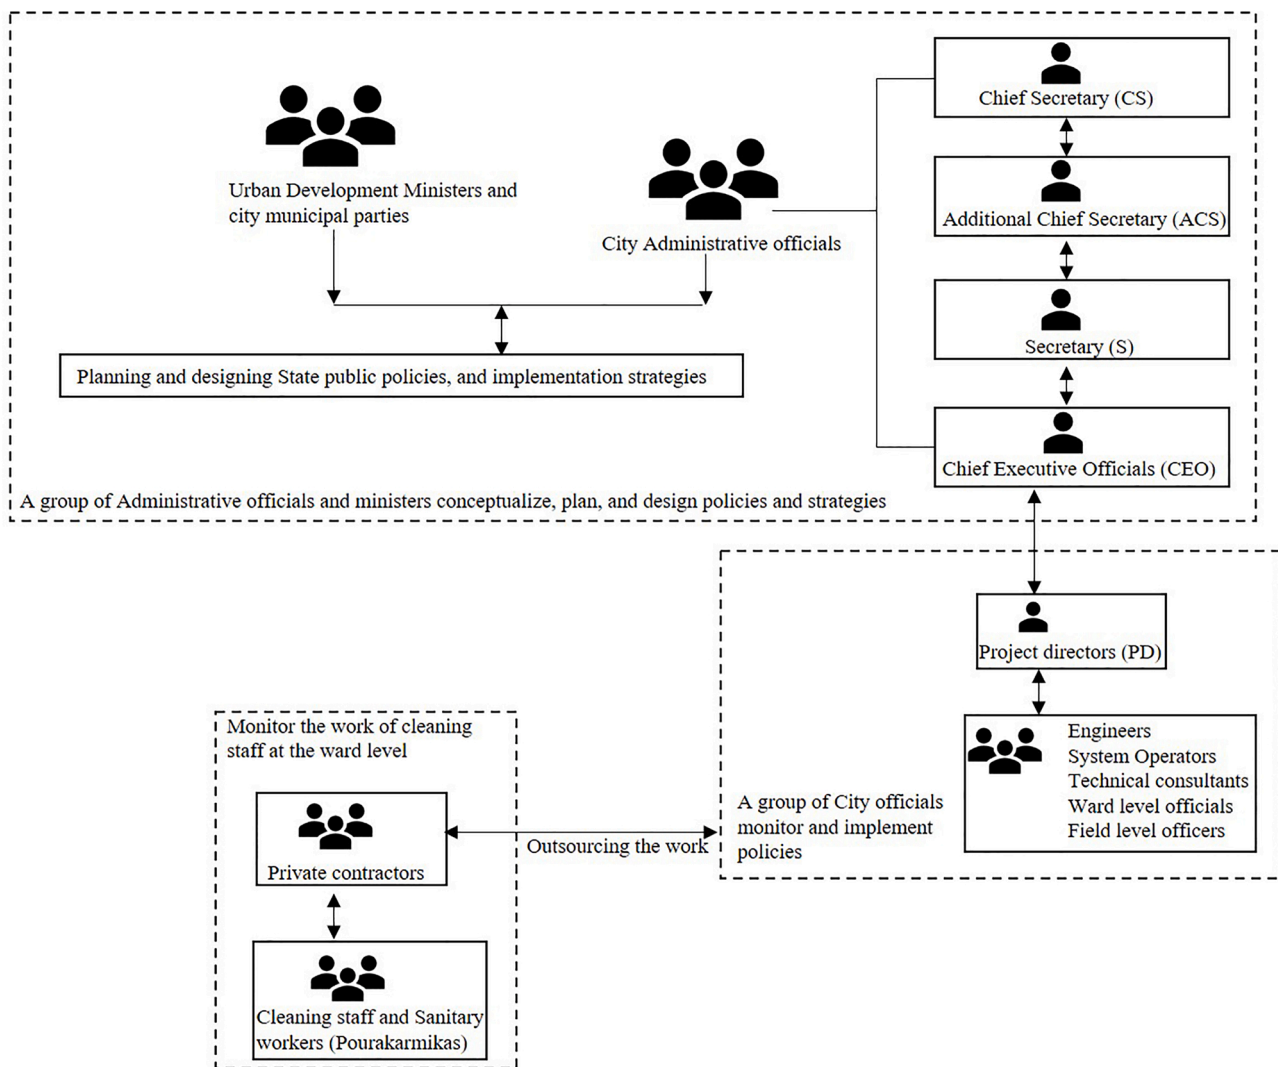 Chief Secretary (CS)
Urban Development Ministers and
city municipal parties
City Administrative officials
Additional Chief Secretary (ACS)
Secretary (S)
Planning and designing State public policies, and implementation strategies
Chief Executive Officials (CEO)
A group of Administrative officials and ministers conceptualize, plan, and design policies and strategies
Project directors (PD)
Engineers
System Operators
Technical consultants
Ward level officials
Field level officers
A group of City officials
monitor and implement
policies
Outsourcing the work
Monitor the work of cleaning
staff at the ward level
Private contractors
Cleaning staff and Sanitary
workers (Pourakarmikas)